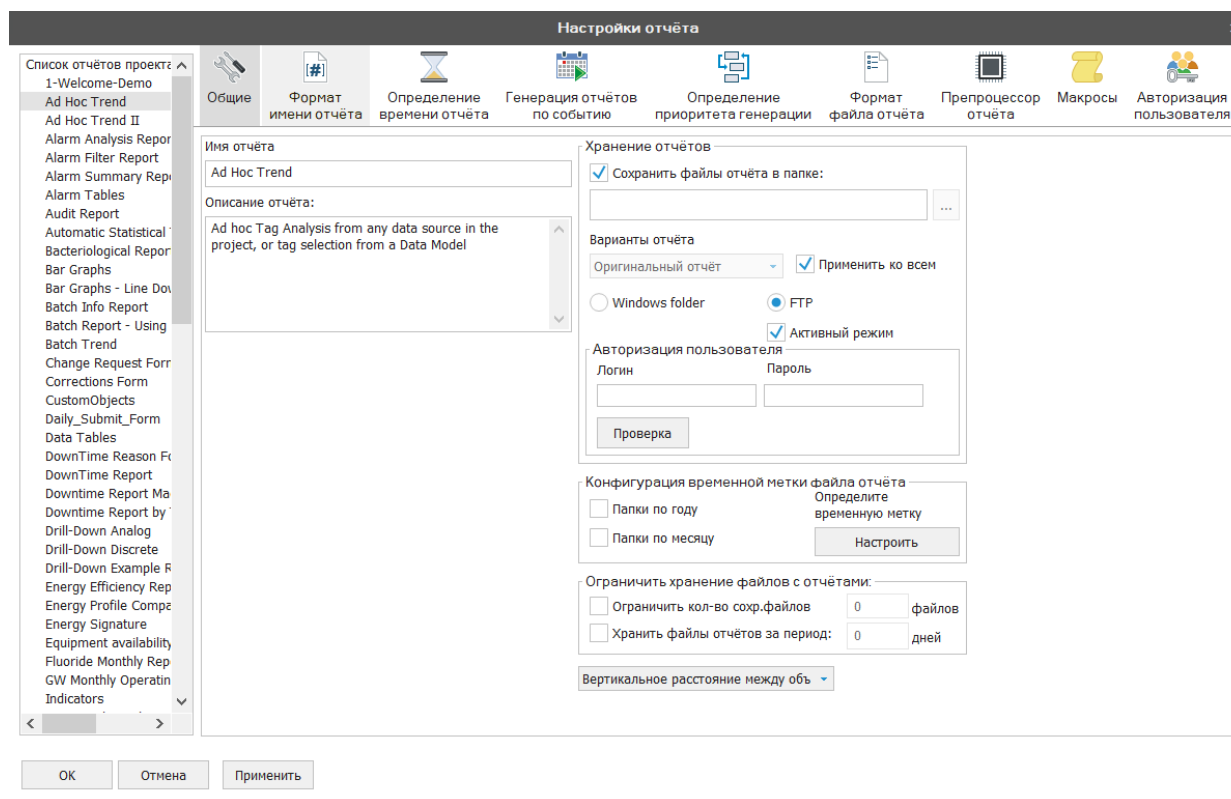 Настройки отчёта
Список отчётов проекта
1-Welcome-Demo
Ad Hoc Trend
Ad Hoc Trend II
Alarm Analysis Repor
Alarm Filter Report
Alarm Summary Rep
Alarm Tables
Audit Report
Automatic Statistical
Bacteriological Repor
Bar Graphs
Bar Graphs - Line Do
Batch Info Report
Batch Report - Using
Batch Trend
Change Request Forr
Corrections Form
CustomObjects
Daily_Submit_Form
Data Tables
DownTime Reason Fo
DownTime Report
Downtime Report Ma
Downtime Report by
Drill-Down Analog
Drill-Down Discrete
Drill-Down Example R
Energy Efficiency Rep
Energy Profile Compa
Energy Signature
Equipment availability
Fluoride Monthly Rep
GW Monthly Operatin
Indicators
Общие
Формат
имени отчёта
Определение
времени отчёта
Генерация отчётов
по событию
Определение
приоритета генерации
Формат
файла отчёта
Препроцессор
отчёта
Макросы
Авторизация
пользователя
Имя отчёта
Ad Hoc Trend
Описание отчёта:
Ad hoc Tag Analysis from any data source in the
project, or tag selection from a Data Model
Хранение отчётов
Сохранить файлы отчёта в папке:
...
Варианты отчёта
Оригинальный отчёт
Применить ко всем
Windows folder
FTP
Активный режим
Авторизация пользователя
Логин
Пароль
Проверка
Конфигурация временной метки файла отчёта
Папки по году
Определите
временную метку
Папки по месяцу
Настроить
Ограничить хранение файлов с отчётами:
Ограничить кол-во сохр.файлов
0
файлов
Хранить файлы отчётов за период:
0
дней
Вертикальное расстояние между объ
ОК
Отмена
Применить